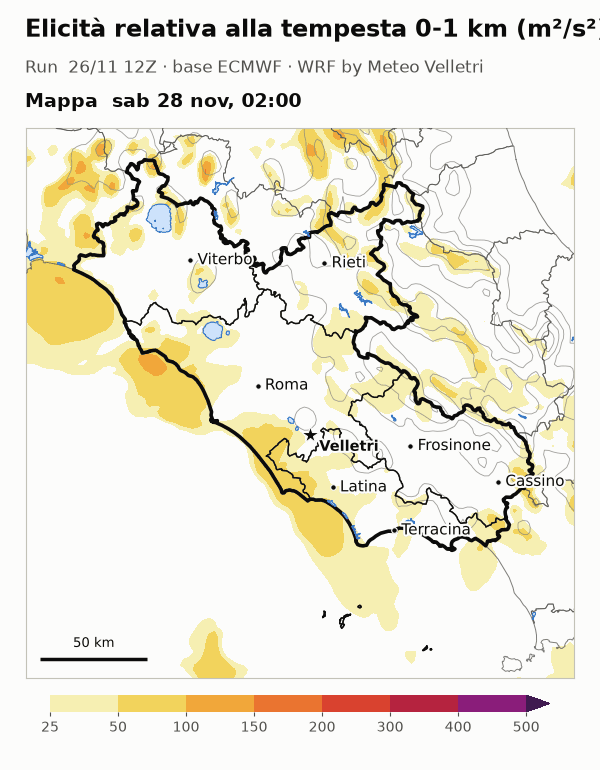 Elicità relativa alla tempesta 0-1 km (m²/s²)
Run 26/11 12Z · base ECMWF · WRF by Meteo Velletri
Mappa sab 28 nov, 02:00
Viterbo
Rieti
Roma
Velletri
Frosinone
Latina
Cassino
Terracina
50 km
25 50 100 150 200 300 400 500